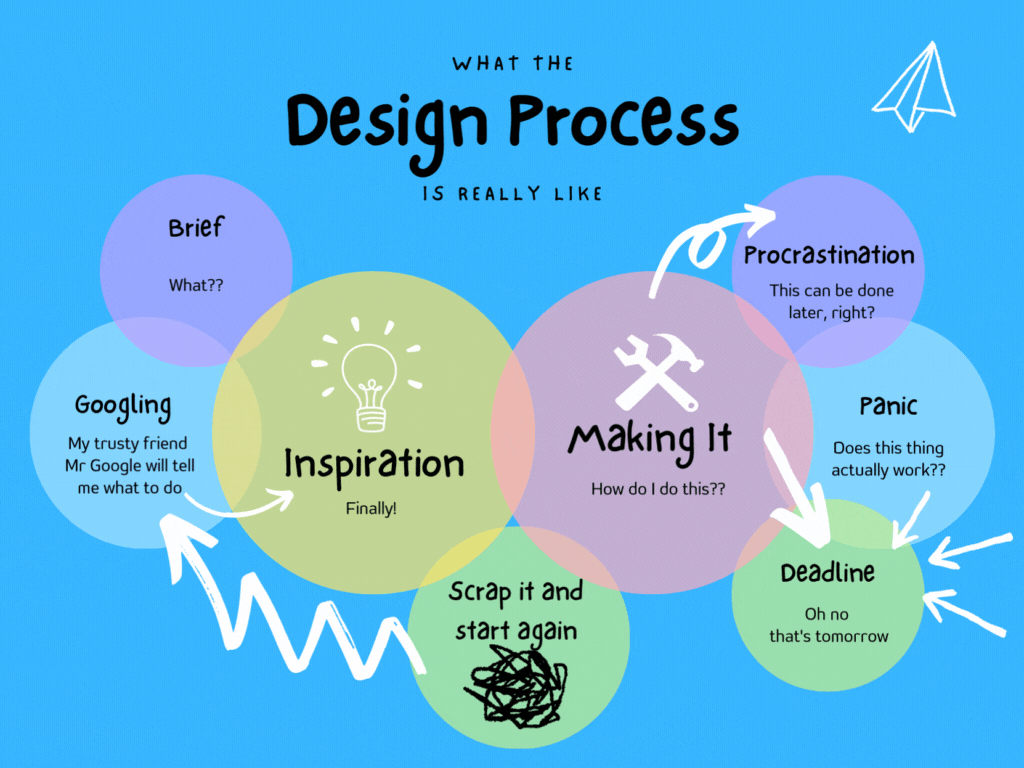 WHAT THE
Design Process
IS REALLY LIKE
Brief
What??
Googling
My trusty friend
Mr Google will tell
me what to do
Inspiration
Finally!
Scrap it and
start again
Making It
How do I do this??
Procrastination
This can be done
later, right?
Panic
Does this thing
actually work??
Deadline
Oh no
that's tomorrow